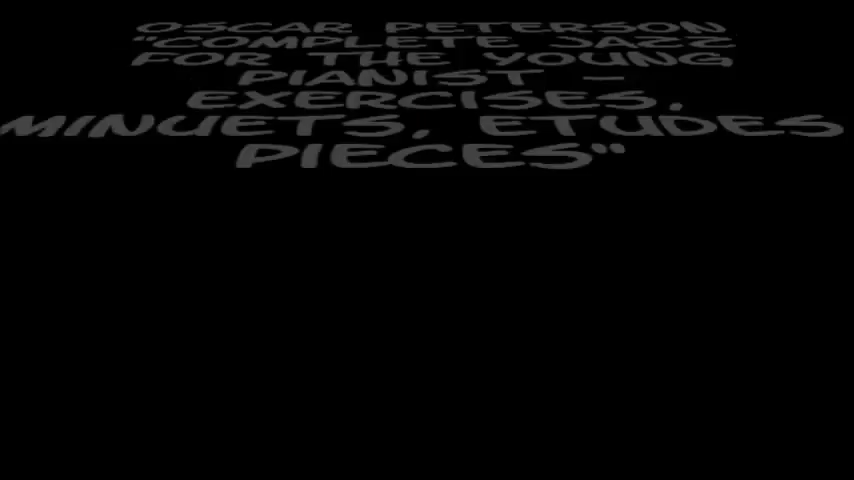 OSCAR PETERSON
"COMPLETE JAZZ
FOR THE YOUNG
PIANIST -
EXERCISES,
MINUETS, ETUDES
PIECES"